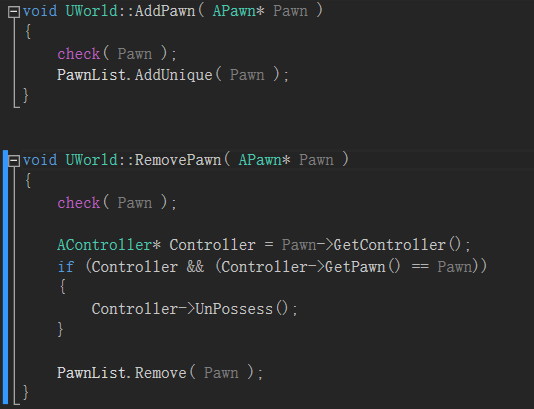 void UWorld::AddPawn( APawn* Pawn )
{
    check( Pawn );
    PawnList.AddUnique( Pawn );
}
void UWorld::RemovePawn( APawn* Pawn )
{
    check( Pawn );
    AController* Controller = Pawn->GetController();
    if (Controller && (Controller->GetPawn() == Pawn))
    {
        Controller->UnPossess();
    }
    PawnList.Remove( Pawn );
}